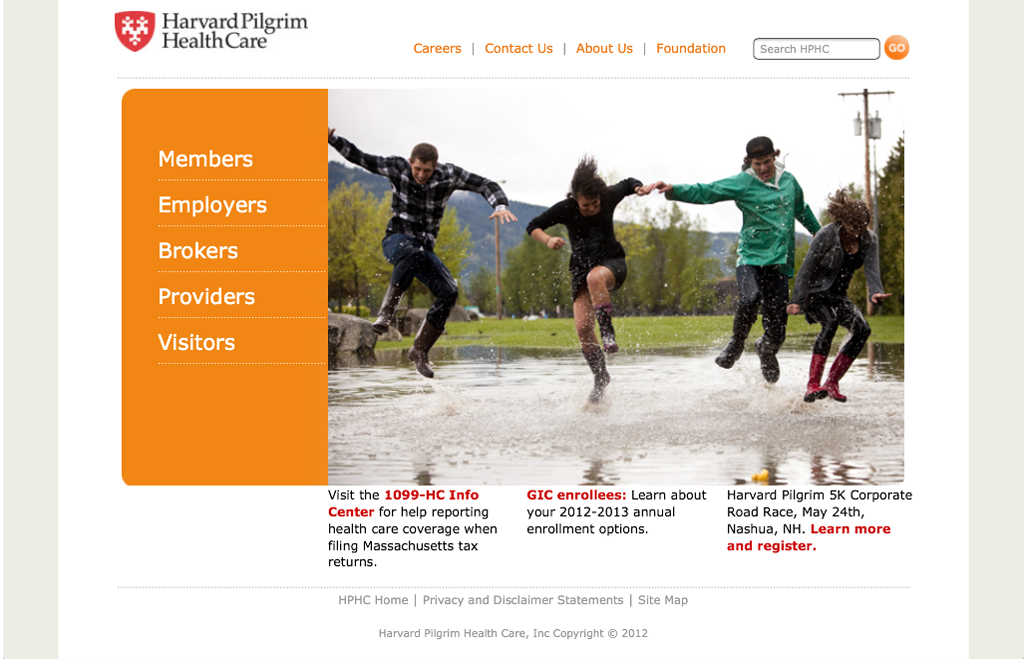 Harvard Pilgrim
Health Care
Careers | Contact Us | About Us | Foundation
Search HPHC
GO
Members
Employers
Brokers
Providers
Visitors
Visit the 1099-HC Info
Center for help reporting
health care coverage when
filing Massachusetts tax
returns.
GIC enrollees: Learn about
your 2012-2013 annual
enrollment options.
Harvard Pilgrim 5K Corporate
Road Race, May 24th,
Nashua, NH. Learn more
and register.
HPHC Home | Privacy and Disclaimer Statements | Site Map
Harvard Pilgrim Health Care, Inc Copyright © 2012